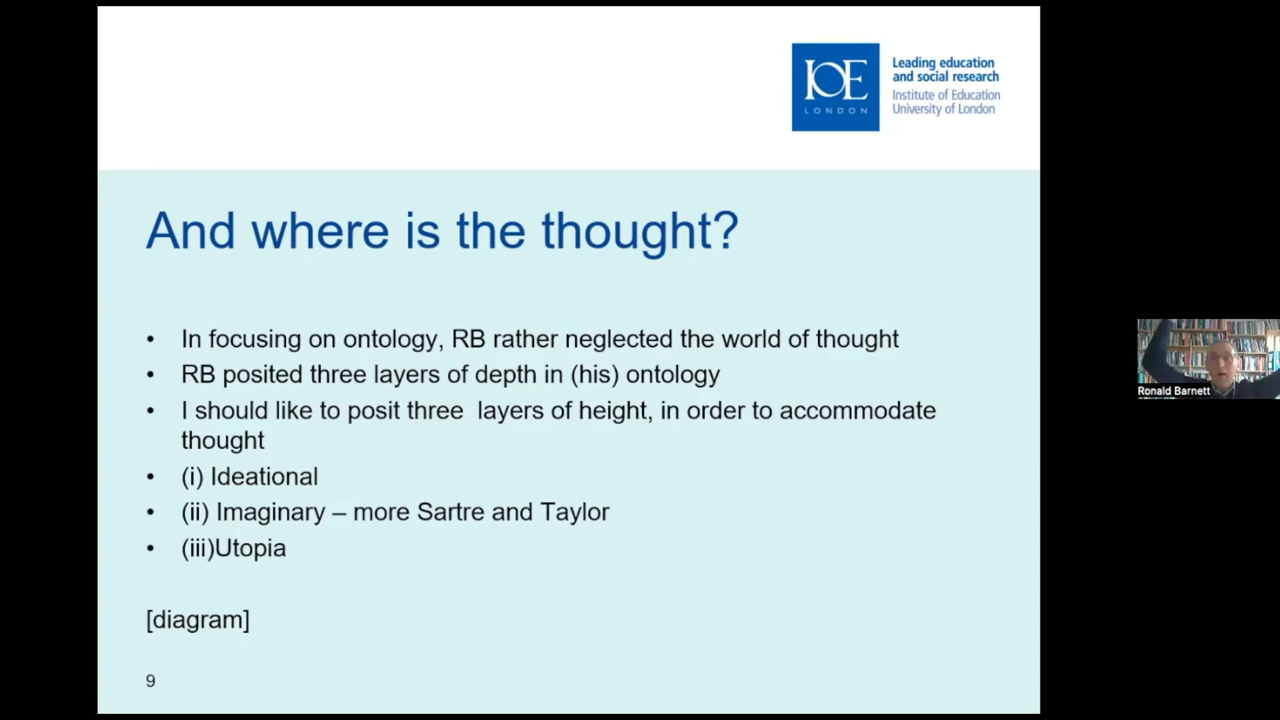 IOE
LONDON
Leading education
and social research
Institute of Education
University of London
And where is the thought?
• In focusing on ontology, RB rather neglected the world of thought
• RB posited three layers of depth in (his) ontology
• I should like to posit three  layers of height, in order to accommodate
thought
• (i) Ideational
• (ii) Imaginary – more Sartre and Taylor
• (iii)Utopia
[diagram]
9
Ronald Barnett